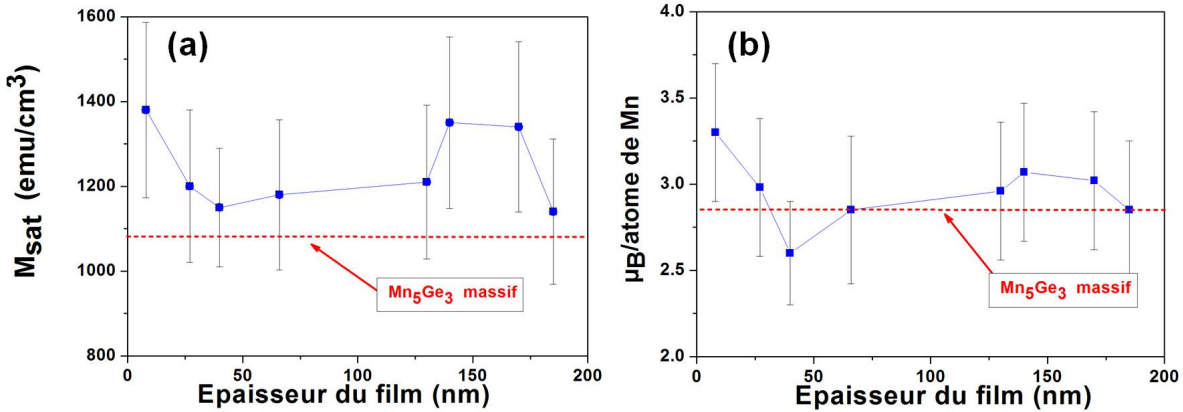 (a)
M_sat (emu/cm³)
1600
1400
1200
1000
800
Mn₅Ge₃ massif
0 50 100 150 200
Epaisseur du film (nm)
(b)
µ_B/atome de Mn
4.0
3.5
3.0
2.5
2.0
Mn₅Ge₃ massif
0 50 100 150 200
Epaisseur du film (nm)